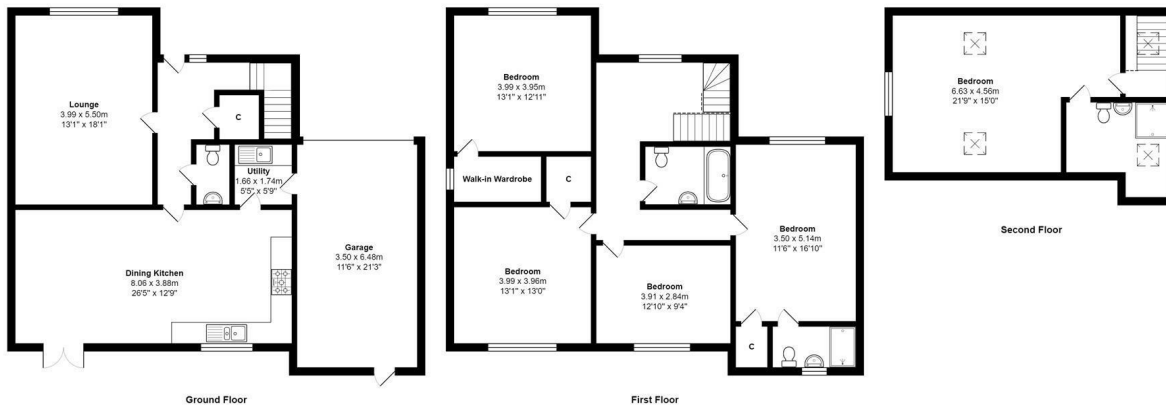 Lounge
3.99 x 5.50m
13'1" x 18'1"
C
Utility
1.66 x 1.74m
5'5" x 5'9"
Garage
3.50 x 6.48m
11'6" x 21'3"
Dining Kitchen
8.06 x 3.88m
26'5" x 12'9"
Ground Floor
Bedroom
3.99 x 3.95m
13'1" x 12'11"
Walk-in Wardrobe
C
Bedroom
3.99 x 3.96m
13'1" x 13'0"
Bedroom
3.91 x 2.84m
12'10" x 9'4"
Bedroom
3.50 x 5.14m
11'6" x 16'10"
C
First Floor
Bedroom
6.63 x 4.56m
21'9" x 15'0"
Second Floor